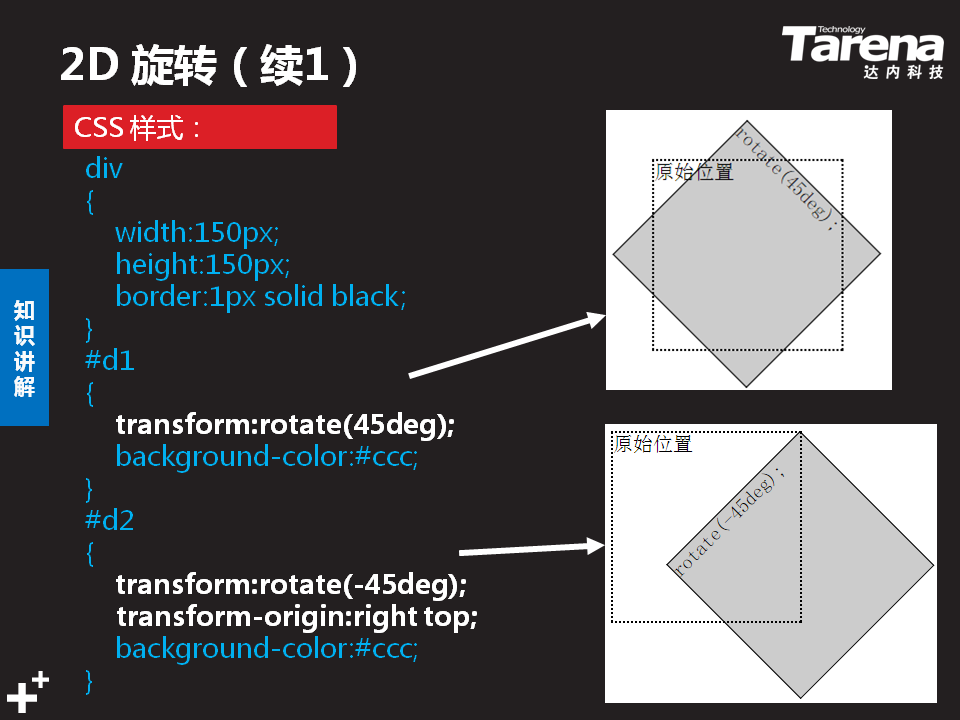 2D 旋转（续1）
Technology
Tarena
达内科技
CSS 样式：
div
{
width:150px;
height:150px;
border:1px solid black;
}
#d1
{
transform:rotate(45deg);
background-color:#ccc;
}
#d2
{
transform:rotate(-45deg);
transform-origin:right top;
background-color:#ccc;
}
知识讲解
原始位置
rotate(45deg);
原始位置
rotate(-45deg);